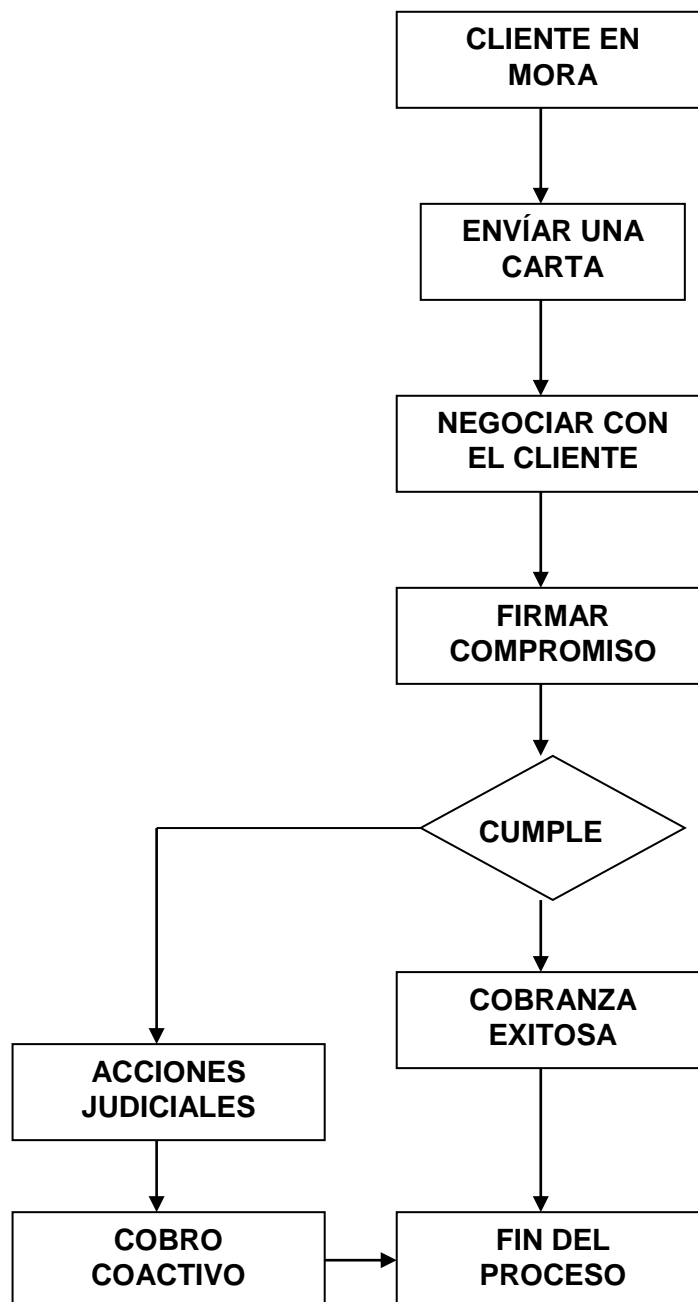 CLIENTE EN
MORA
ENVÍAR UNA
CARTA
NEGOCIAR CON
EL CLIENTE
FIRMAR
COMPROMISO
CUMPLE
COBRANZA
EXITOSA
ACCIONES
JUDICIALES
COBRO
COACTIVO
FIN DEL
PROCESO